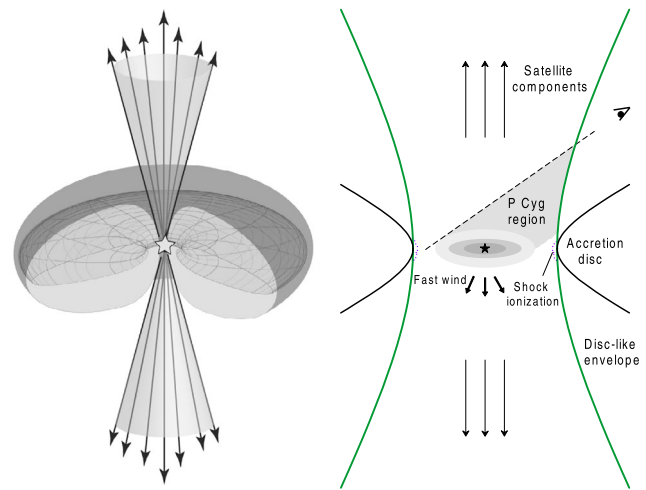 Satellite
components
P Cyg
region
Accretion
disc
Fast wind
Shock
ionization
Disc-like
envelope